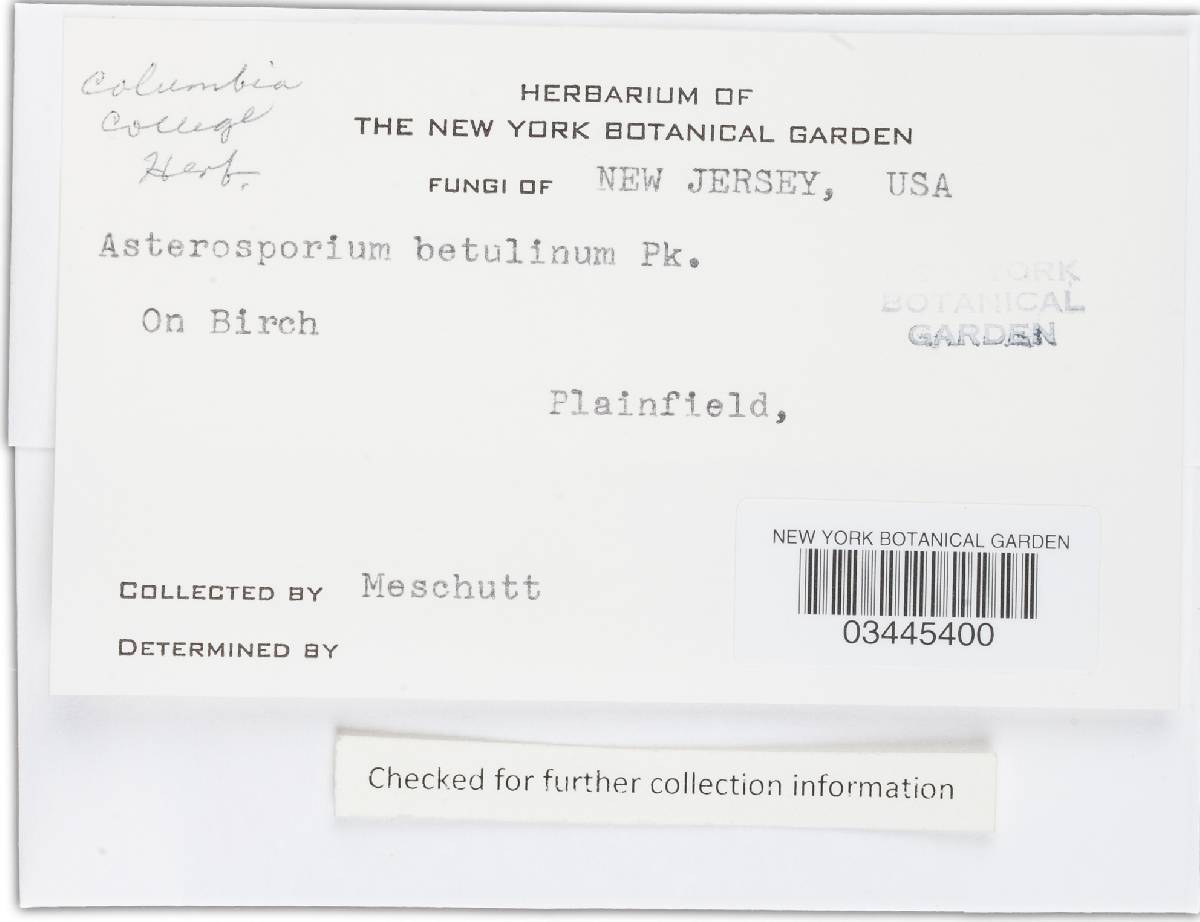 Columbia
College
Herb.
HERBARIUM OF
THE NEW YORK BOTANICAL GARDEN
FUNGI OF NEW JERSEY, USA
Asterosporium betulinum Pk.
YORK
BOTANICAL
GARDEN
On Birch
Plainfield,
NEW YORK BOTANICAL GARDEN
03445400
COLLECTED BY Meschutt
DETERMINED BY
Checked for further collection information